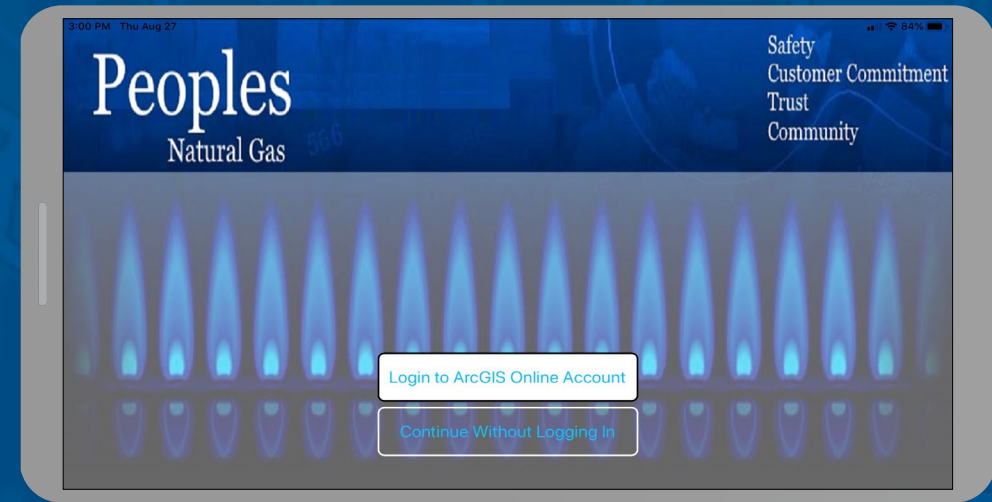 3:00 PM Thu Aug 27
84%
Peoples
Natural Gas
566
Safety
Customer Commitment
Trust
Community
Login to ArcGIS Online Account
Continue Without Logging In